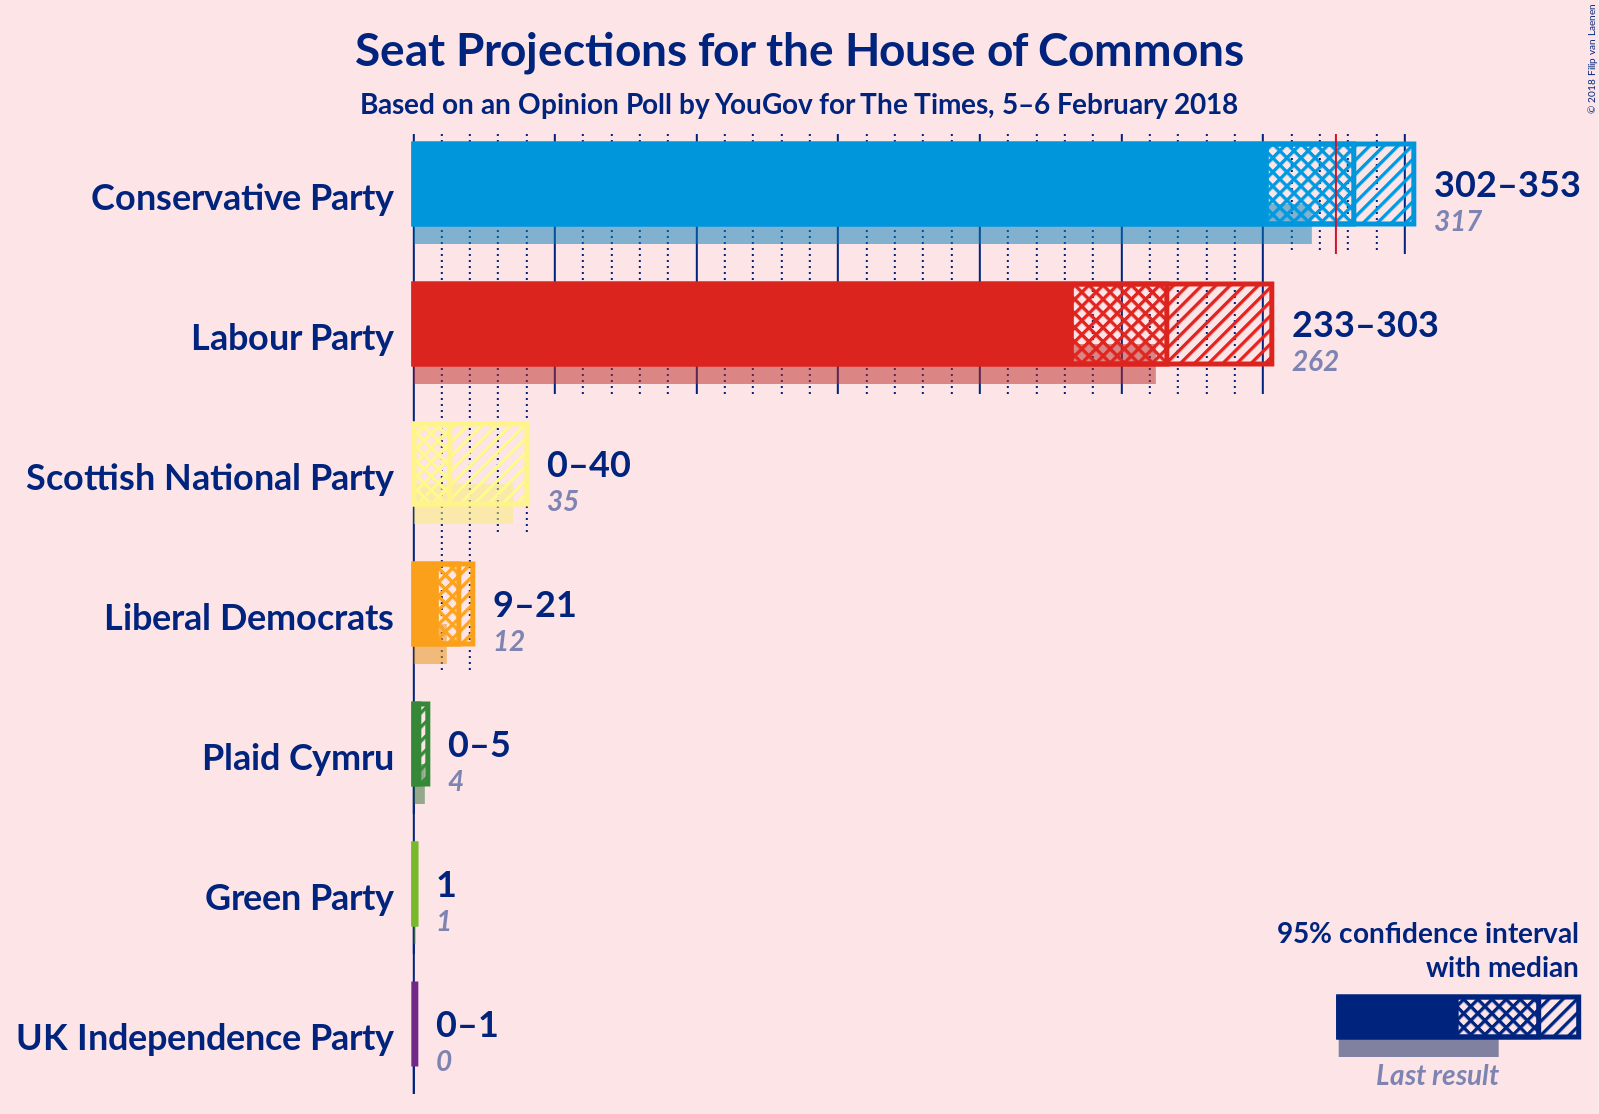 Seat Projections for the House of Commons
Based on an Opinion Poll by YouGov for The Times, 5–6 February 2018
© 2018 Filip van Laenen
Conservative Party
302–353
317
Labour Party
233–303
262
Scottish National Party
0–40
35
Liberal Democrats
9–21
12
Plaid Cymru
0–5
4
Green Party
1
1
UK Independence Party
0–1
0
95% confidence interval
with median
Last result